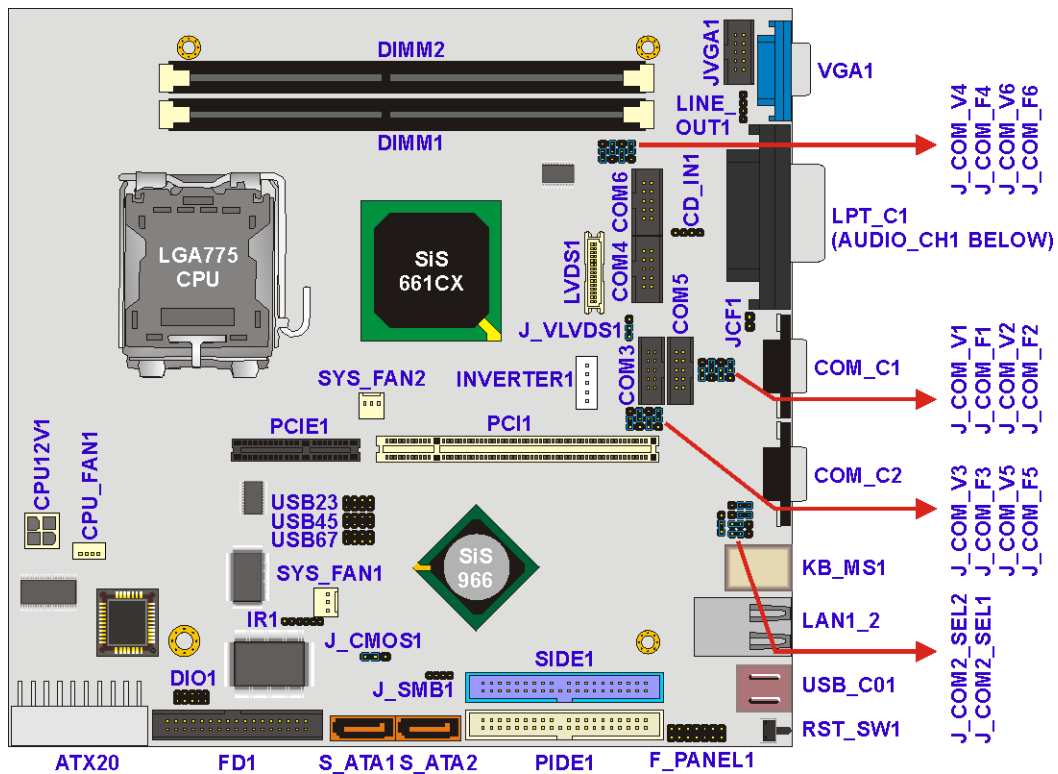 DIMM2
JVGA1
VGA1
LINE_
OUT1
DIMM1
J_COM_V4
J_COM_F4
J_COM_V6
J_COM_F6
LGA775
CPU
SiS
661CX
LVDS1
COM6
COM4
CD_IN1
LPT_C1
(AUDIO_CH1 BELOW)
COM5
J_VLVDS1
JCF1
SYS_FAN2
INVERTER1
COM3
COM_C1
J_COM_V1
J_COM_F1
J_COM_V2
J_COM_F2
PCIE1
PCI1
CPU12V1
CPU_FAN1
COM_C2
USB23
USB45
USB67
J_COM_V3
J_COM_F3
J_COM_V5
J_COM_F5
SYS_FAN1
SiS
966
KB_MS1
IR1
J_CMOS1
LAN1_2
J_COM2_SEL2
J_COM2_SEL1
DIO1
J_SMB1
SIDE1
USB_C01
RST_SW1
ATX20
FD1
S_ATA1
S_ATA2
PIDE1
F_PANEL1